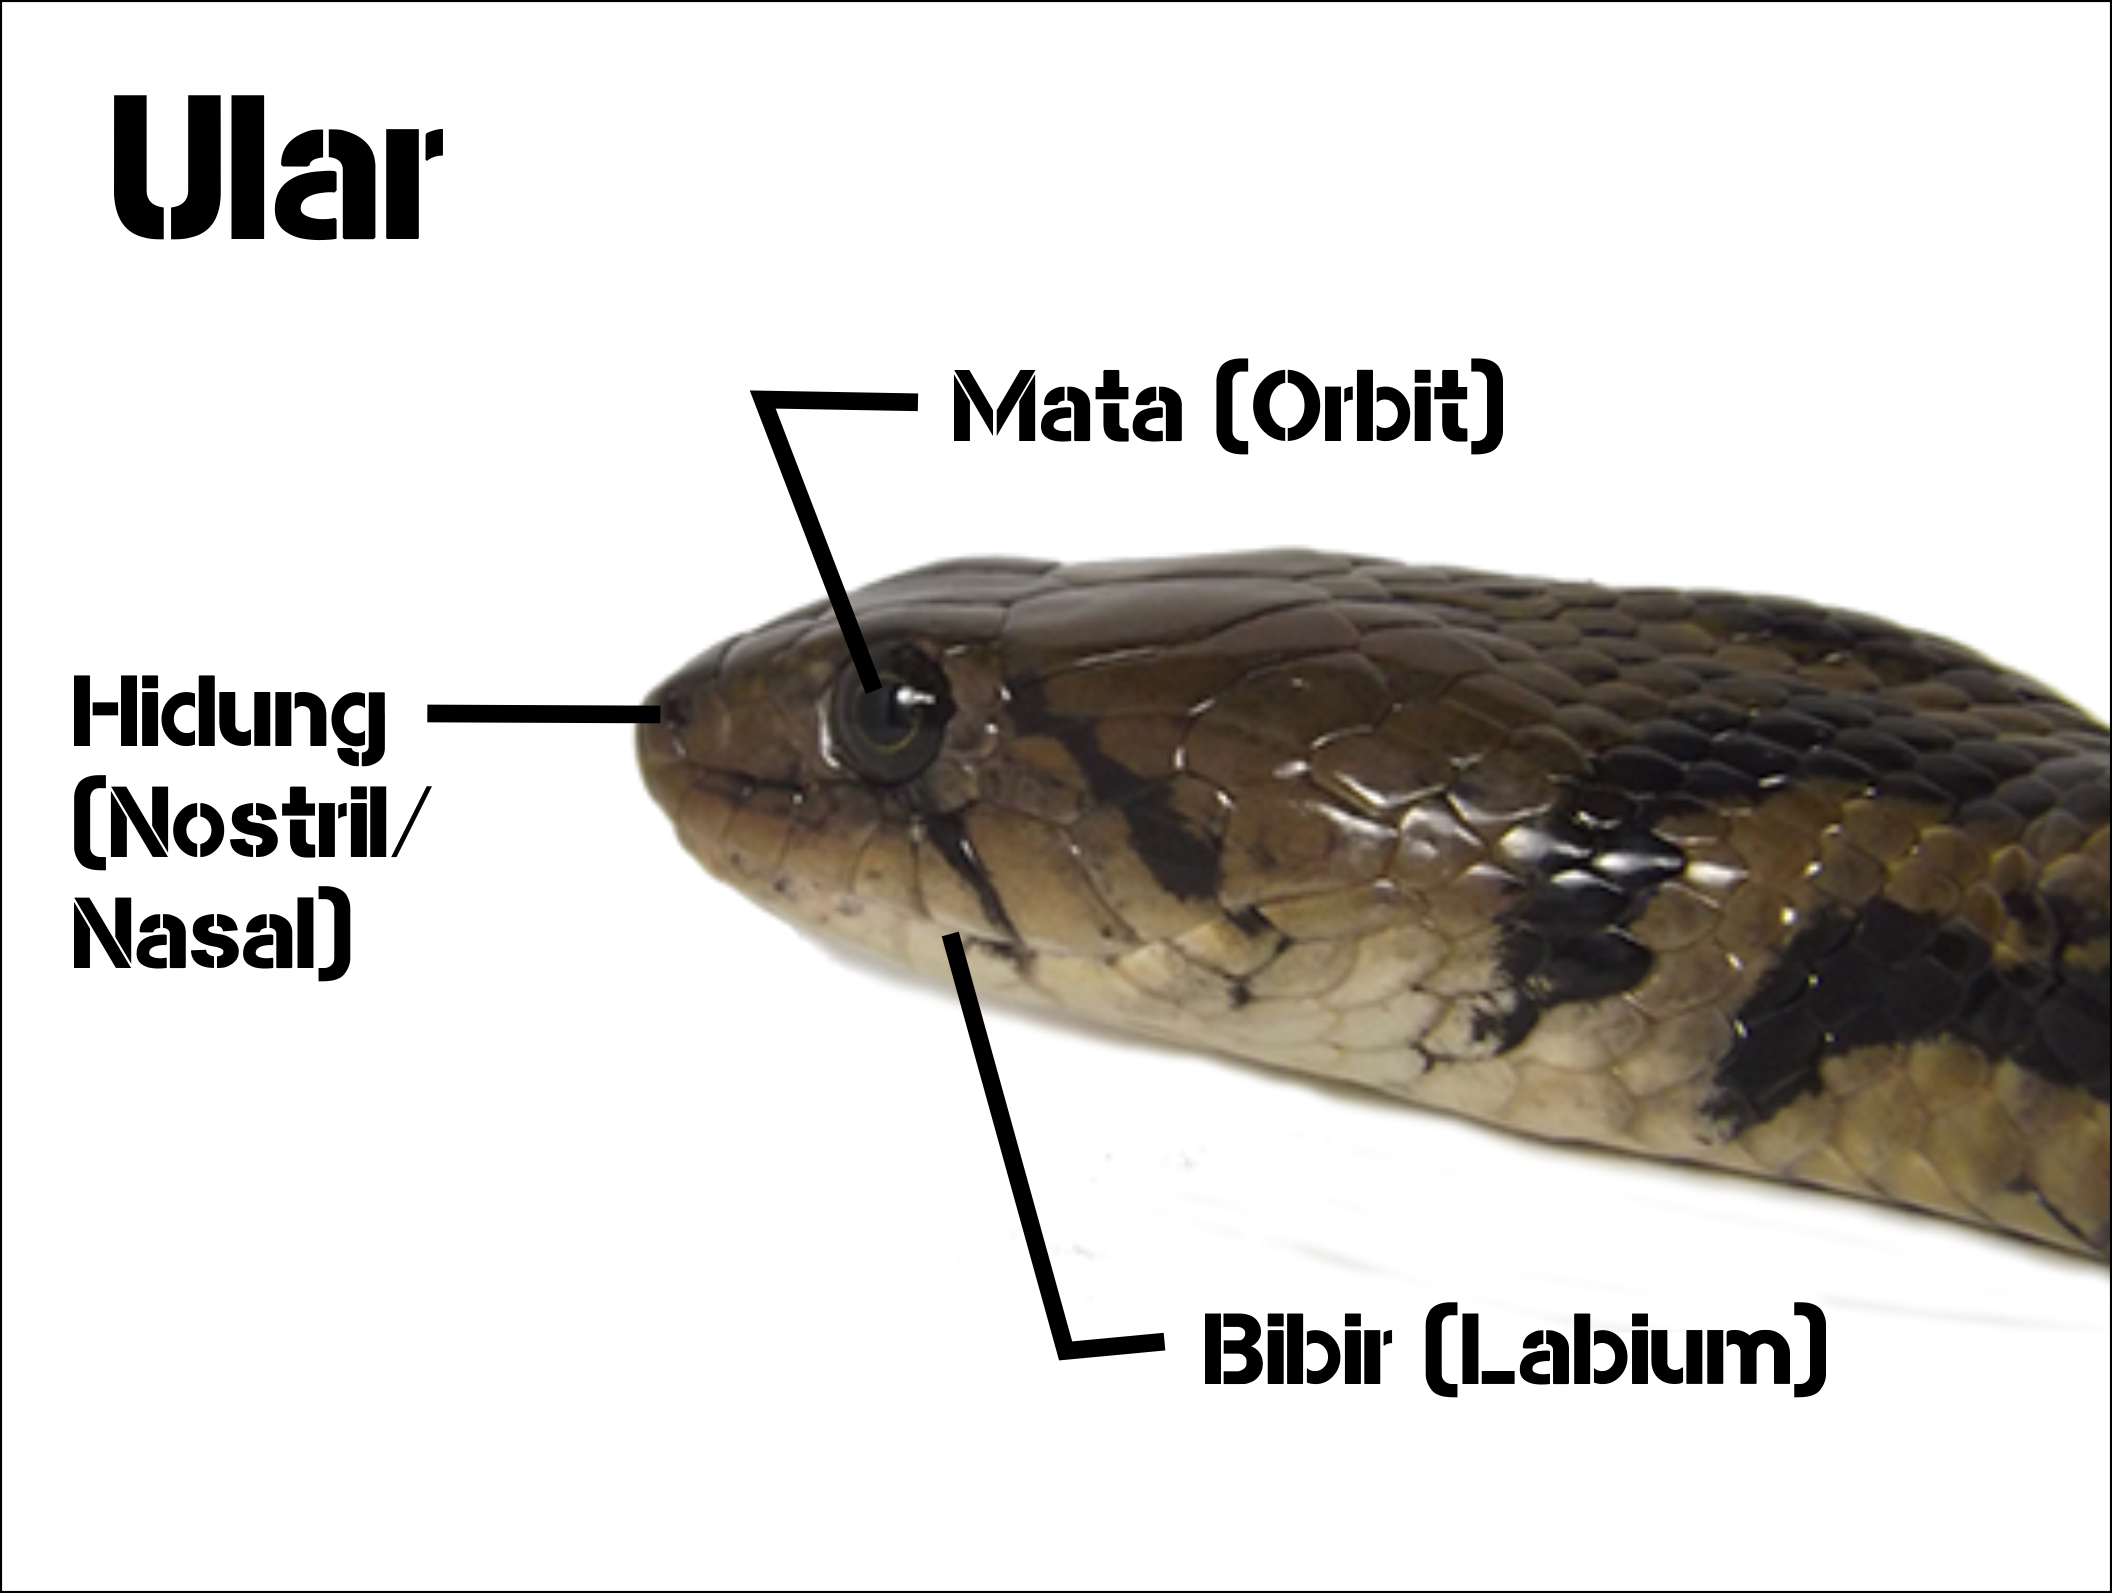 Ular
Mata (Orbit)
Hidung
(Nostril/
Nasal)
Bibir (Labium)